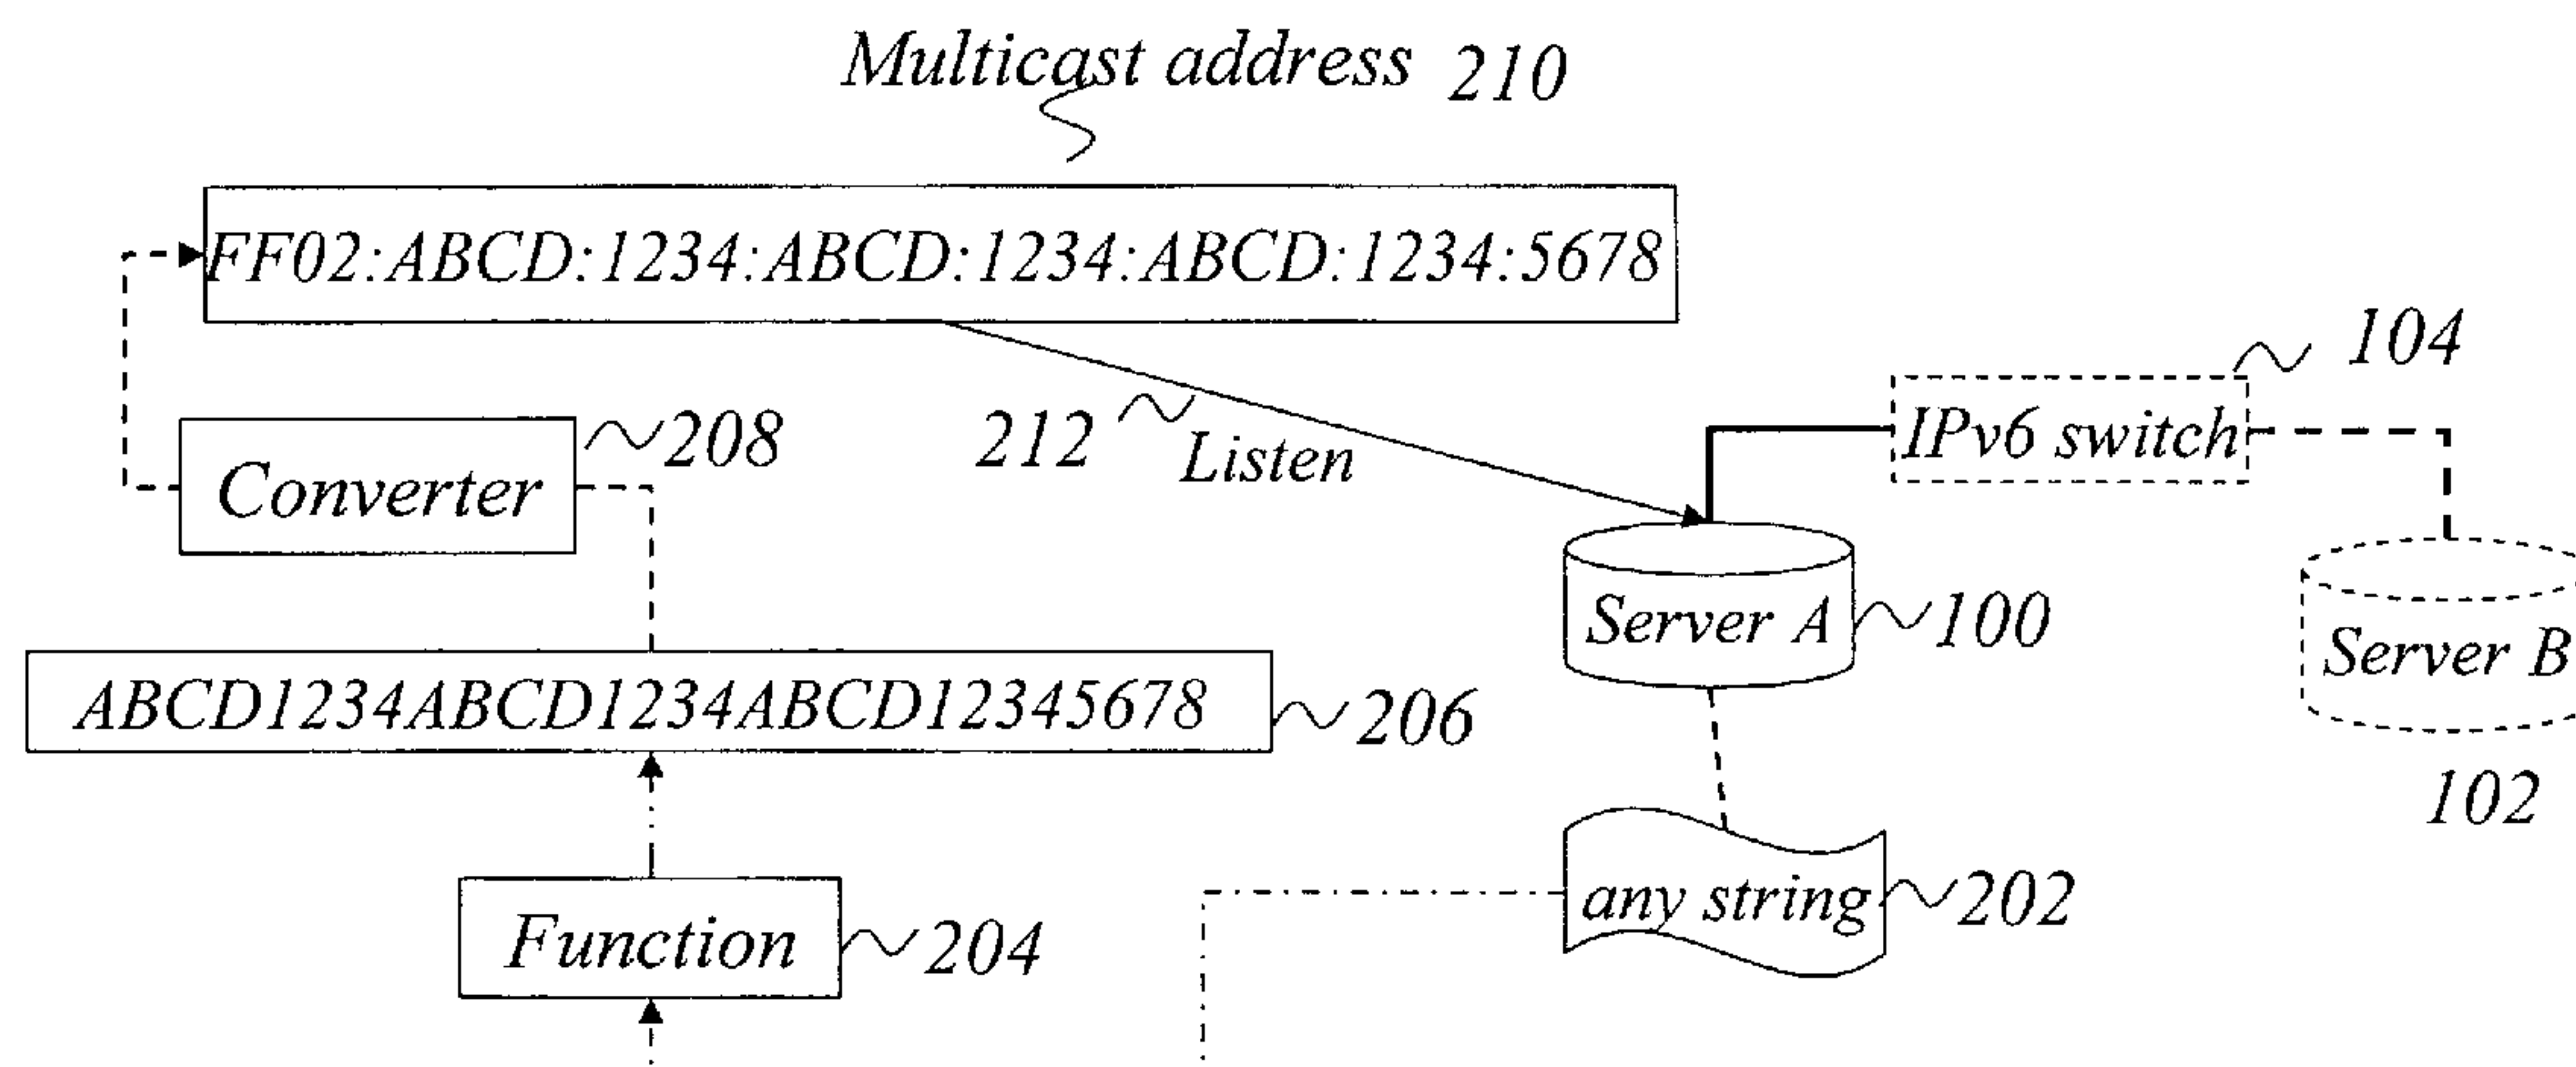 Multicast address 210
FF02:ABCD:1234:ABCD:1234:ABCD:1234:5678
104
IPv6 switch
208
Converter
212
Listen
Server A
100
Server B
102
ABCD1234ABCD1234ABCD12345678
206
any string
202
Function
204